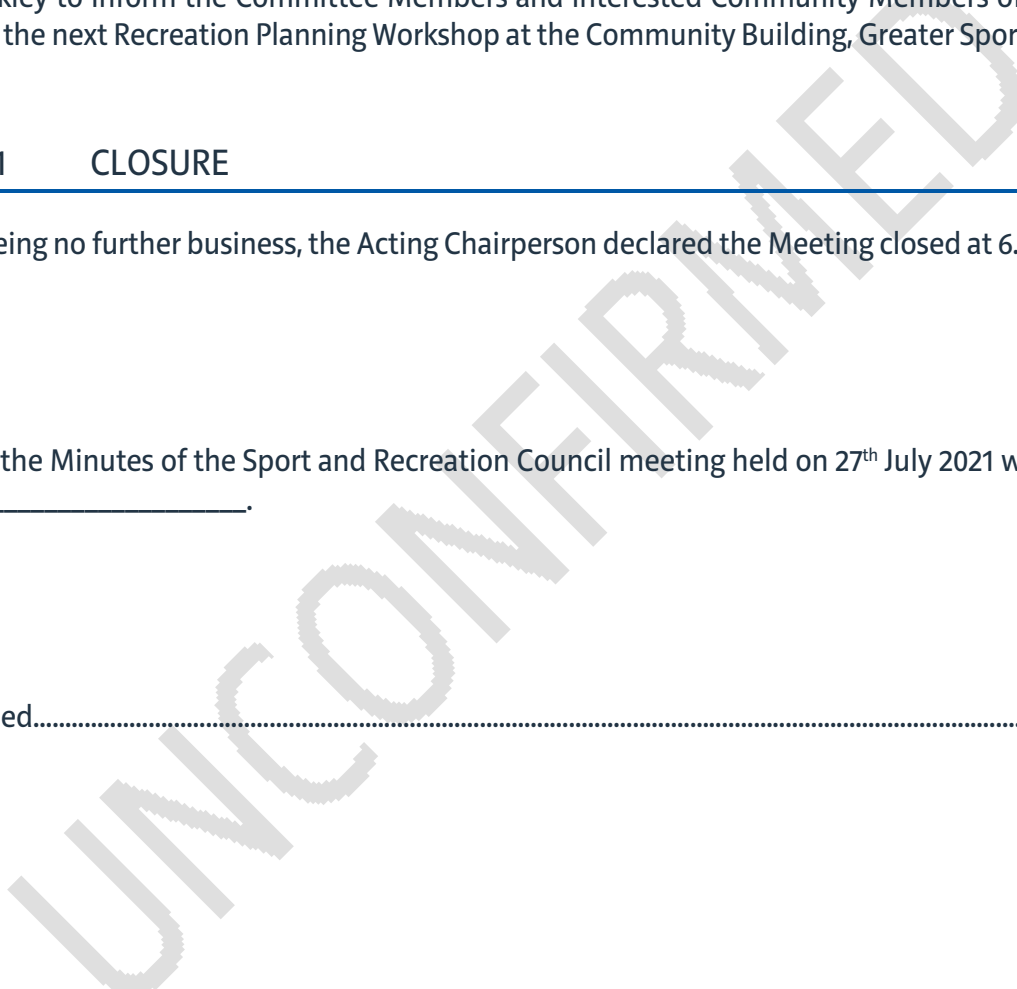 to inform the Committee Members and Interested Community Members of
the next Recreation Planning Workshop at the Community Building, Greater Spor
1 CLOSURE
eing no further business, the Acting Chairperson declared the Meeting closed at 6.
the Minutes of the Sport and Recreation Council meeting held on 27th July 2021 w
___________________.
ed................................................................................
UNCONFIRMED